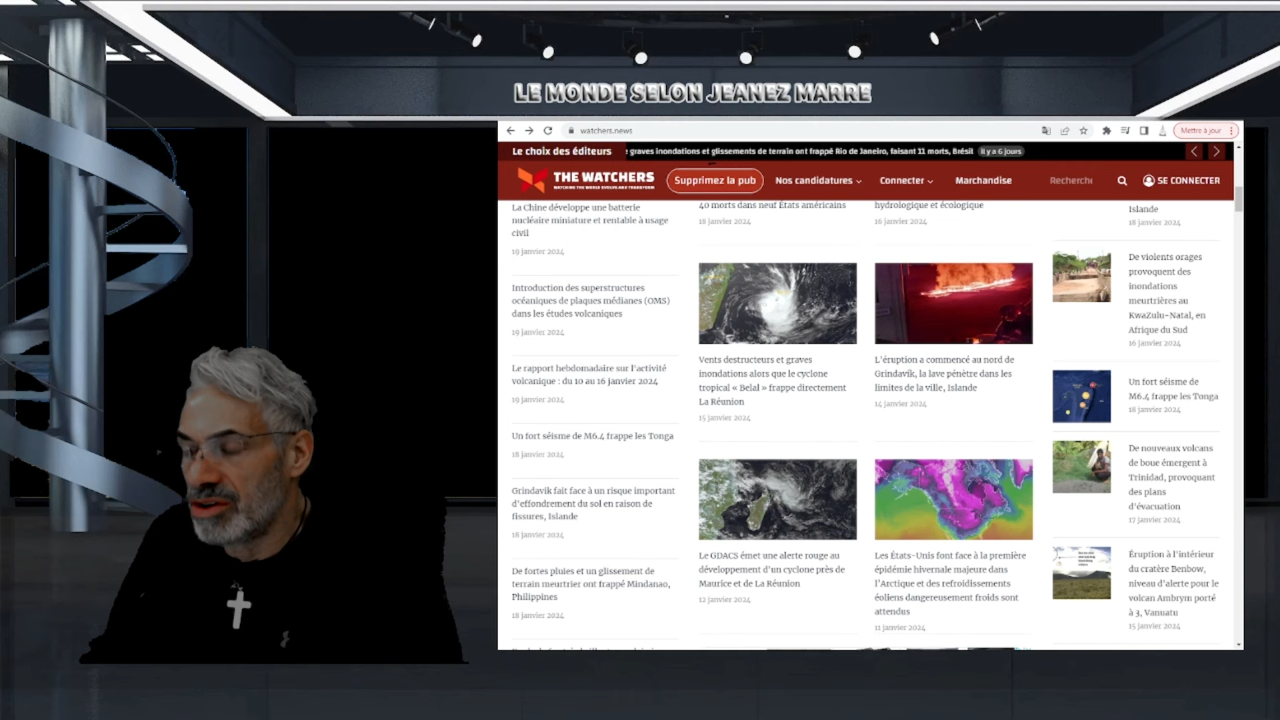 LE MONDE SELON JEANEZ MARRE
watchers.news
Mettre à jour
Le choix des éditeurs
graves inondations et glissements de terrain ont frappé Rio de Janeiro, faisant 11 morts, Brésil
Il y a 6 jours
THE WATCHERS
WATCHING THE WORLD EVOLVE AND TRANSFORM
Supprimez la pub
Nos candidatures
Connecter
Marchandise
Recherche
SE CONNECTER
La Chine développe une batterie
nucléaire miniature et rentable à usage
civil
19 janvier 2024
Introduction des superstructures
océaniques de plaques médianes (OMS)
dans les études volcaniques
19 janvier 2024
Le rapport hebdomadaire sur l'activité
volcanique : du 10 au 16 janvier 2024
19 janvier 2024
Un fort séisme de M6.4 frappe les Tonga
18 janvier 2024
Grindavik fait face à un risque important
d'effondrement du sol en raison de
fissures, Islande
18 janvier 2024
De fortes pluies et un glissement de
terrain meurtrier ont frappé Mindanao,
Philippines
18 janvier 2024
40 morts dans neuf États américains
18 janvier 2024
Vents destructeurs et graves
inondations alors que le cyclone
tropical « Belal » frappe directement
La Réunion
15 janvier 2024
Le GDACS émet une alerte rouge au
développement d'un cyclone près de
Maurice et de La Réunion
12 janvier 2024
hydrologique et écologique
16 janvier 2024
L'éruption a commencé au nord de
Grindavik, la lave pénètre dans les
limites de la ville, Islande
14 janvier 2024
Les États-Unis font face à la première
épidémie hivernale majeure dans
l'Arctique et des refroidissements
éoliens dangereusement froids sont
attendus
11 janvier 2024
Islande
18 janvier 2024
De violents orages
provoquent des
inondations
meurtrières au
KwaZulu-Natal, en
Afrique du Sud
16 janvier 2024
Un fort séisme de
M6.4 frappe les Tonga
18 janvier 2024
De nouveaux volcans
de boue émergent à
Trinidad, provoquant
des plans
d'évacuation
17 janvier 2024
Éruption à l'intérieur
du cratère Benbow,
niveau d'alerte pour le
volcan Ambrym porté
à 3, Vanuatu
15 janvier 2024